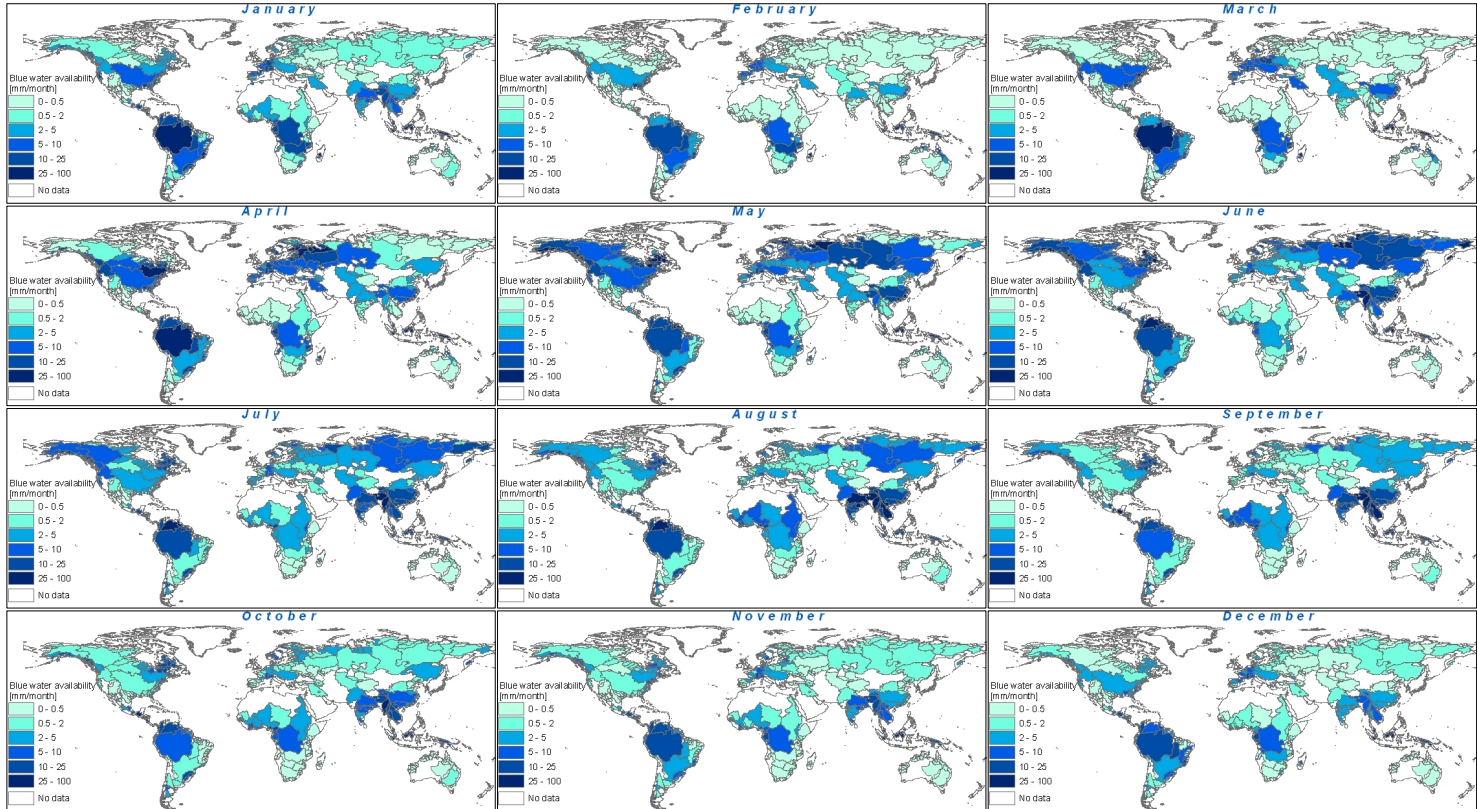 January
Blue water availability
[mm/month]
0 - 0.5
0.5 - 2
2 - 5
5 - 10
10 - 25
25 - 100
No data
February
Blue water availability
[mm/month]
0 - 0.5
0.5 - 2
2 - 5
5 - 10
10 - 25
25 - 100
No data
March
Blue water availability
[mm/month]
0 - 0.5
0.5 - 2
2 - 5
5 - 10
10 - 25
25 - 100
No data
April
Blue water availability
[mm/month]
0 - 0.5
0.5 - 2
2 - 5
5 - 10
10 - 25
25 - 100
No data
May
Blue water availability
[mm/month]
0 - 0.5
0.5 - 2
2 - 5
5 - 10
10 - 25
25 - 100
No data
June
Blue water availability
[mm/month]
0 - 0.5
0.5 - 2
2 - 5
5 - 10
10 - 25
25 - 100
No data
July
Blue water availability
[mm/month]
0 - 0.5
0.5 - 2
2 - 5
5 - 10
10 - 25
25 - 100
No data
August
Blue water availability
[mm/month]
0 - 0.5
0.5 - 2
2 - 5
5 - 10
10 - 25
25 - 100
No data
September
Blue water availability
[mm/month]
0 - 0.5
0.5 - 2
2 - 5
5 - 10
10 - 25
25 - 100
No data
October
Blue water availability
[mm/month]
0 - 0.5
0.5 - 2
2 - 5
5 - 10
10 - 25
25 - 100
No data
November
Blue water availability
[mm/month]
0 - 0.5
0.5 - 2
2 - 5
5 - 10
10 - 25
25 - 100
No data
December
Blue water availability
[mm/month]
0 - 0.5
0.5 - 2
2 - 5
5 - 10
10 - 25
25 - 100
No data